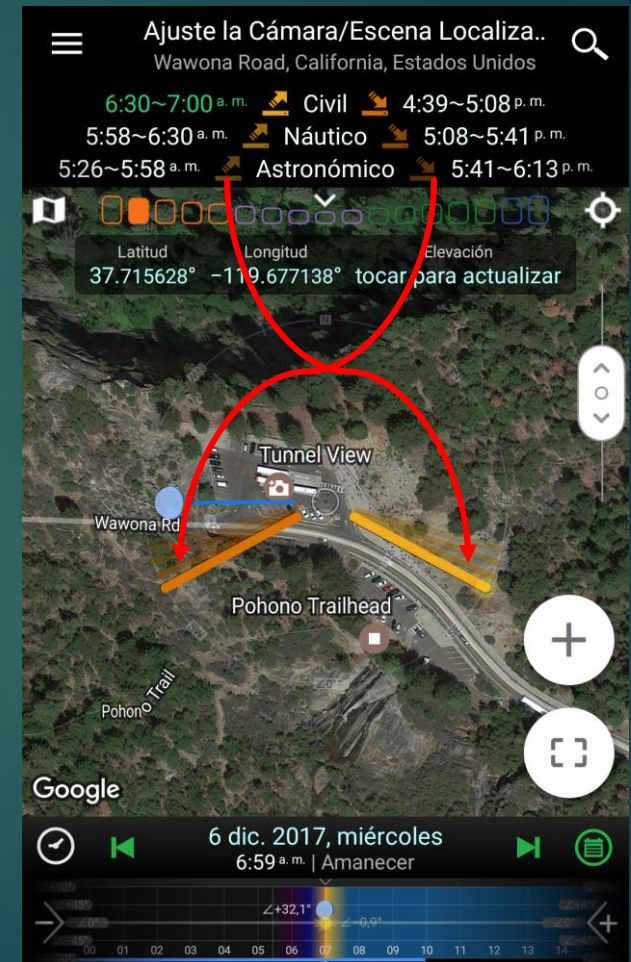 Ajuste la Cámara/Escena Localiza..
Wawona Road, California, Estados Unidos
6:30~7:00 a. m. Civil 4:39~5:08 p. m.
5:58~6:30 a. m. Náutico 5:08~5:41 p. m.
5:26~5:58 a. m. Astronómico 5:41~6:13 p. m.
Latitud Longitud Elevación
37.715628° −119.677138° tocar para actualizar
N
Tunnel View
Wawona Rd
Pohono Trailhead
Pohono Trail
Google
6 dic. 2017, miércoles
6:59 a. m. | Amanecer
∠+32,1°
∠−0,9°
00 01 02 03 04 05 06 07 08 09 10 11 12 13 14